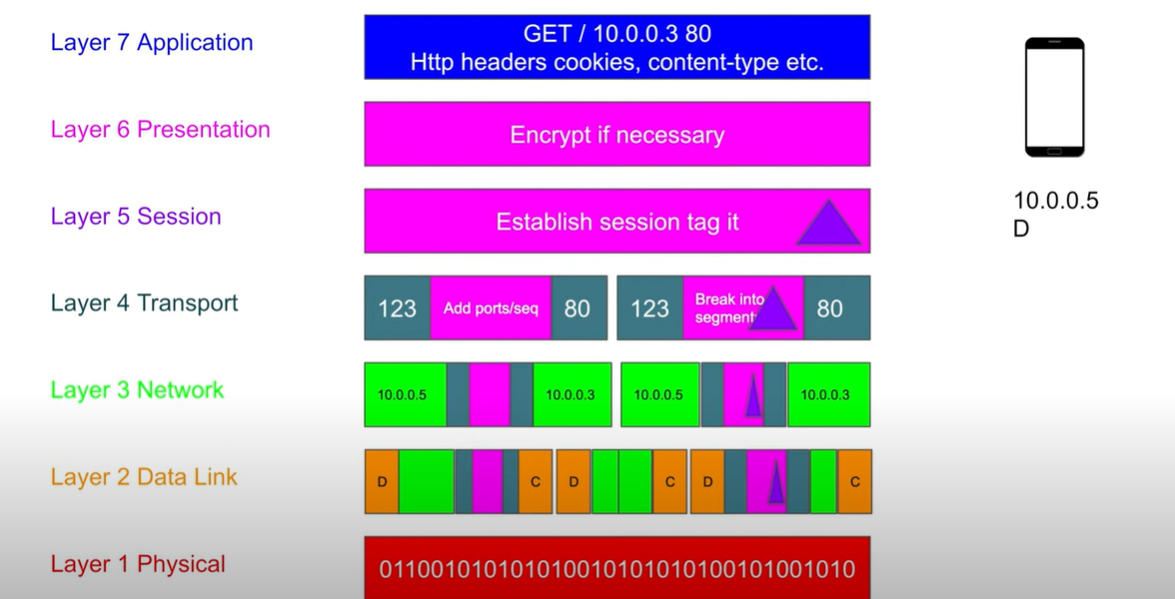 Layer 7 Application
GET / 10.0.0.3 80
Http headers cookies, content-type etc.
Layer 6 Presentation
Encrypt if necessary
Layer 5 Session
Establish session tag it
Layer 4 Transport
123 Add ports/seq 80 123 Break into segment 80
Layer 3 Network
10.0.0.5 10.0.0.3 10.0.0.5 10.0.0.3
Layer 2 Data Link
D C D C D C
Layer 1 Physical
011001010101010010101010100101001010
10.0.0.5
D